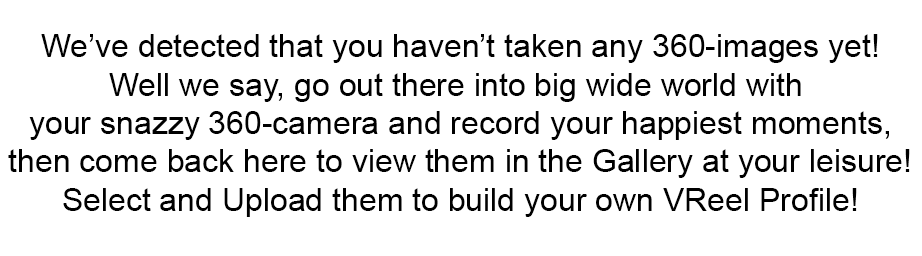 We’ve detected that you haven’t taken any 360-images yet!
Well we say, go out there into big wide world with
your snazzy 360-camera and record your happiest moments,
then come back here to view them in the Gallery at your leisure!
Select and Upload them to build your own VReel Profile!